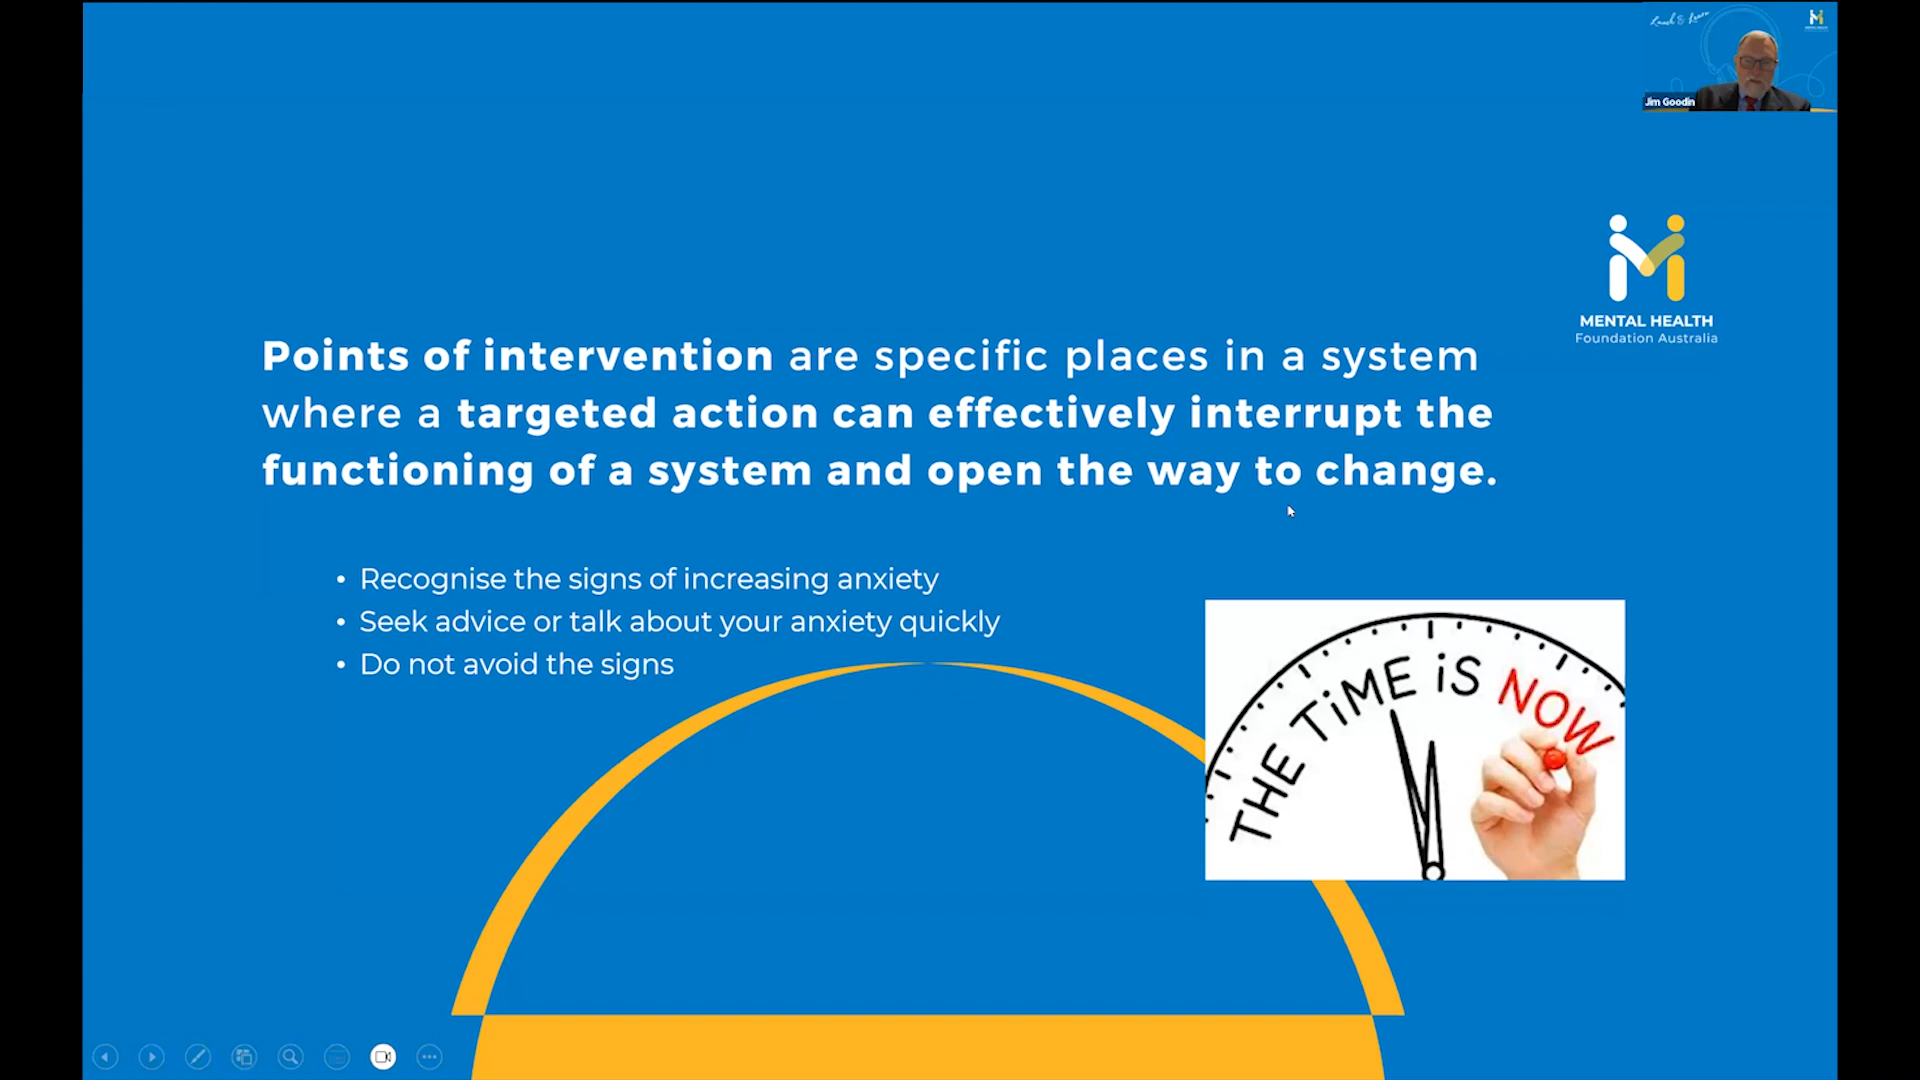 Lunch & Learn
Jim Goodin
MENTAL HEALTH
Foundation Australia
Points of intervention are specific places in a system
where a targeted action can effectively interrupt the
functioning of a system and open the way to change.
• Recognise the signs of increasing anxiety
• Seek advice or talk about your anxiety quickly
• Do not avoid the signs
THE TiME iS NOW